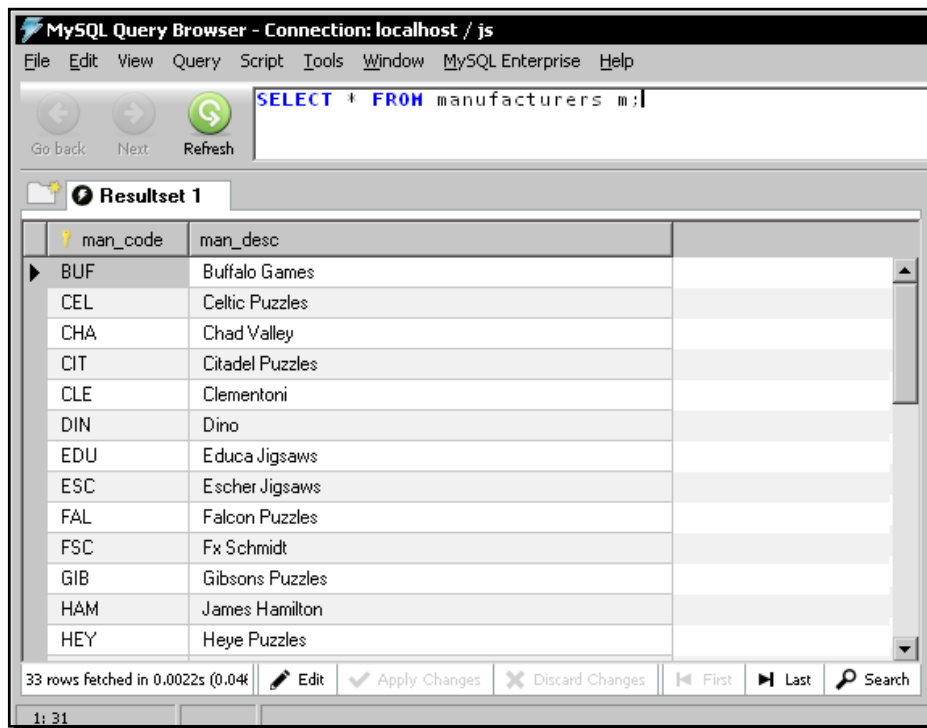 MySQL Query Browser - Connection: localhost / js
File Edit View Query Script Tools Window MySQL Enterprise Help
SELECT * FROM manufacturers m;
Go back Next Refresh
Resultset 1
man_code man_desc
BUF Buffalo Games
CEL Celtic Puzzles
CHA Chad Valley
CIT Citadel Puzzles
CLE Clementoni
DIN Dino
EDU Educa Jigsaws
ESC Escher Jigsaws
FAL Falcon Puzzles
FSC Fx Schmidt
GIB Gibsons Puzzles
HAM James Hamilton
HEY Heye Puzzles
33 rows fetched in 0.0022s Edit Apply Changes Discard Changes First Last Search
1: 31